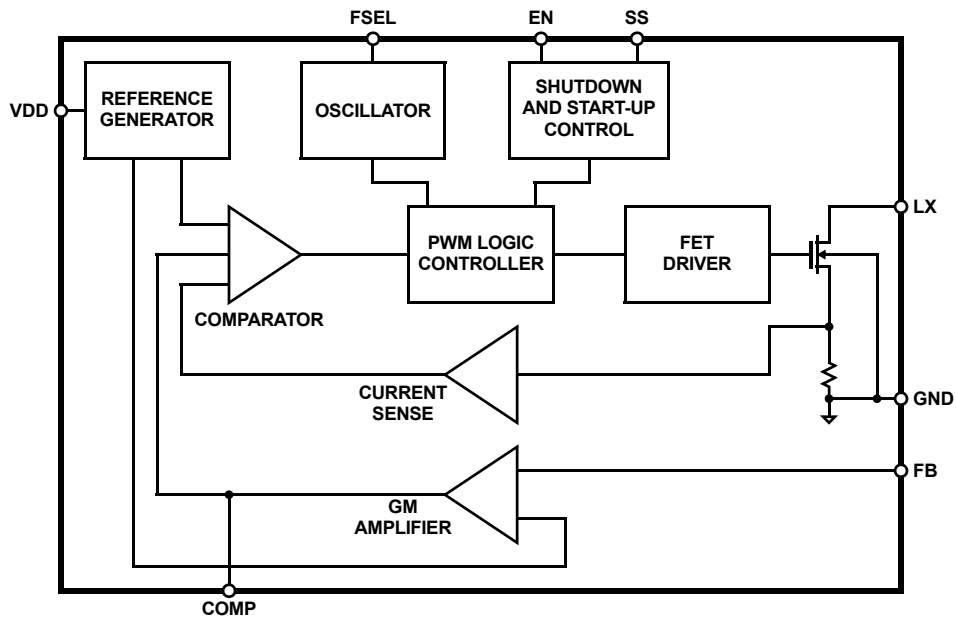 FSEL
EN
SS
VDD
REFERENCE
GENERATOR
OSCILLATOR
SHUTDOWN
AND START-UP
CONTROL
LX
PWM LOGIC
CONTROLLER
FET
DRIVER
COMPARATOR
CURRENT
SENSE
GND
FB
GM
AMPLIFIER
COMP